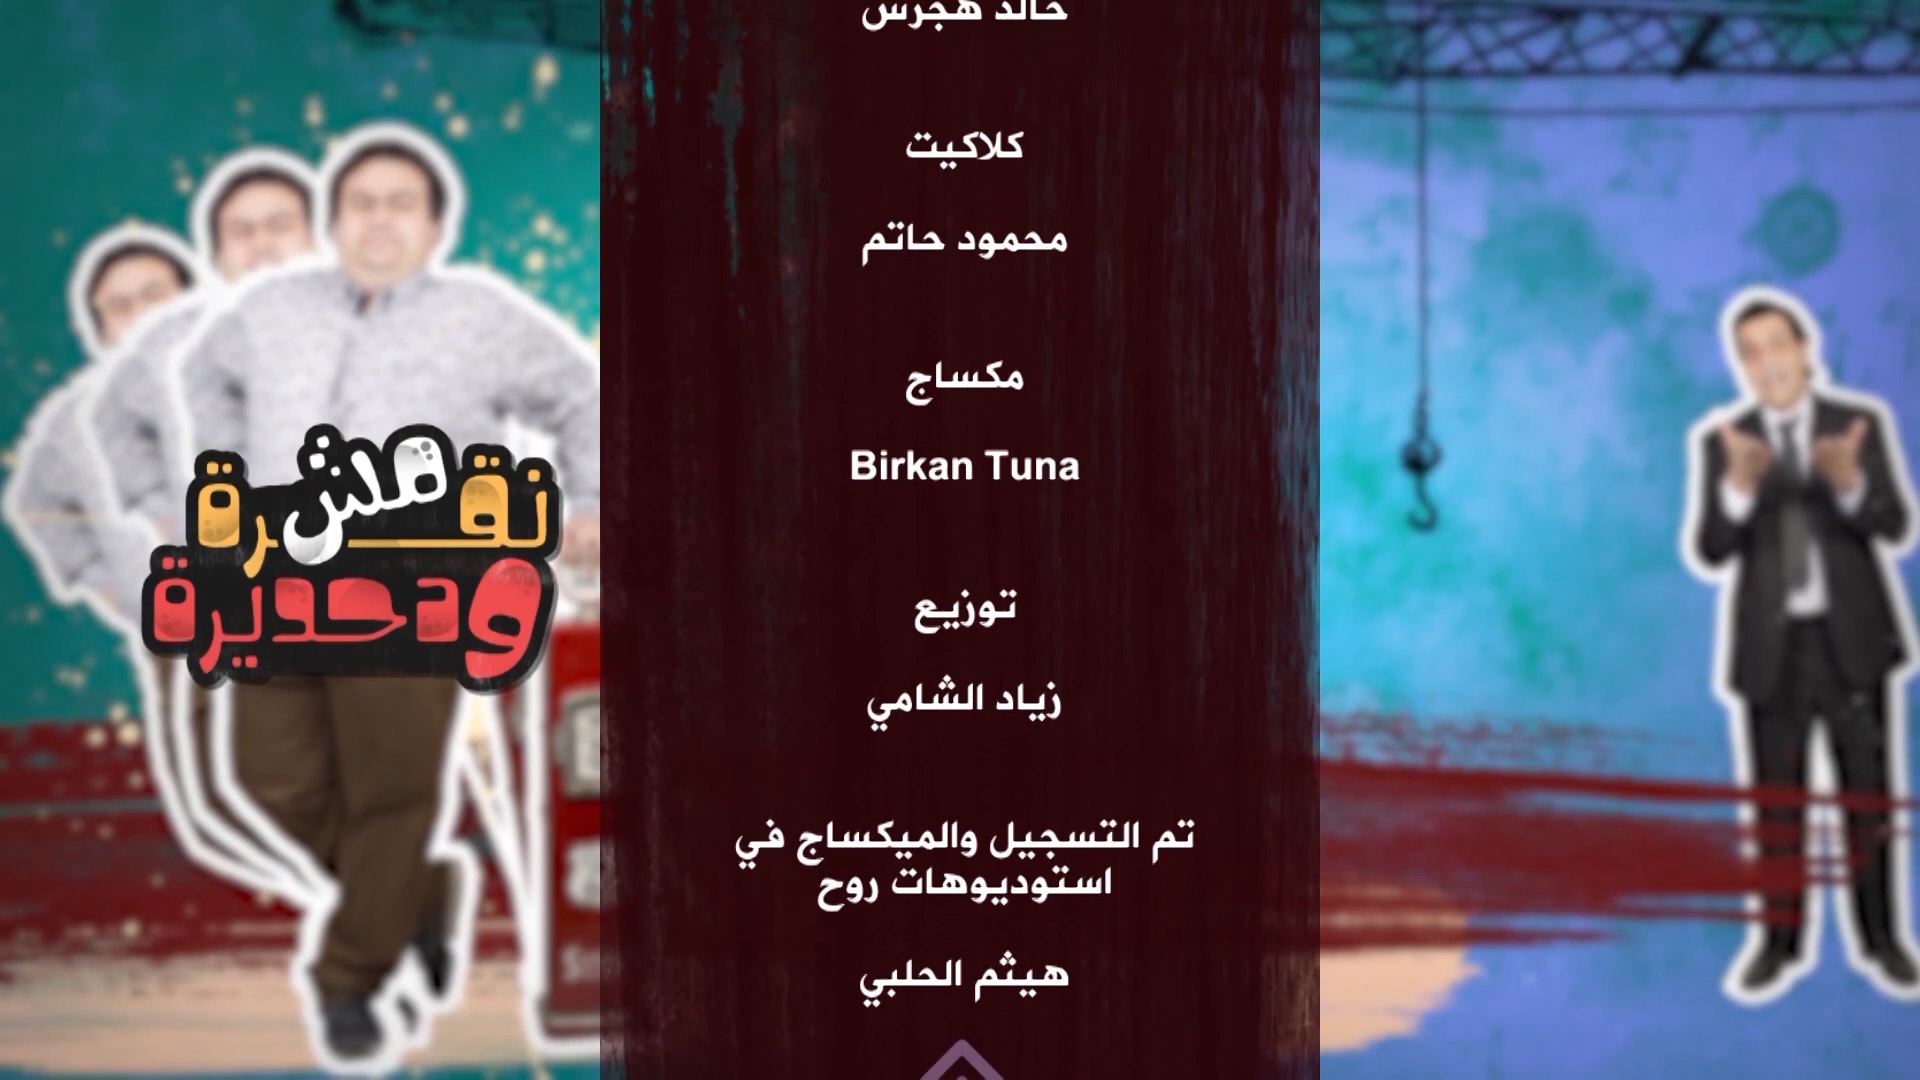 خالد هجرس
كلاكيت
محمود حاتم
مكساج
Birkan Tuna
توزيع
زياد الشامي
تم التسجيل والميكساج في
استوديوهات روح
هيثم الحلبي
مش
نقرة
ودحديرة